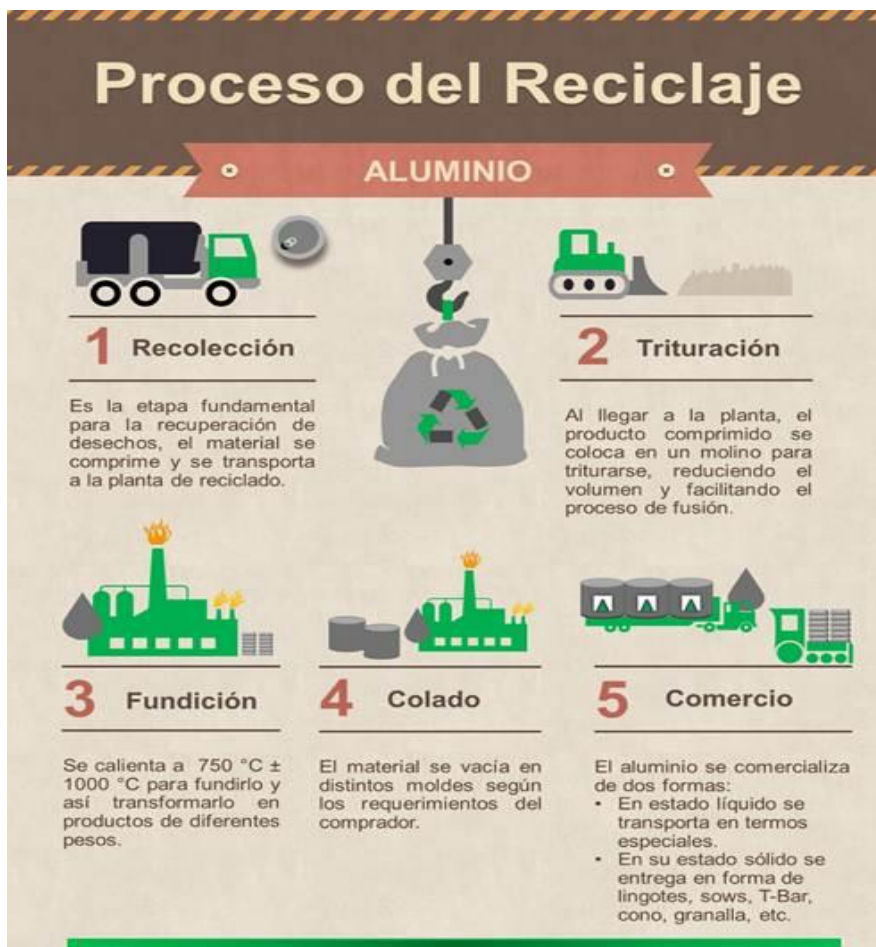 Proceso del Reciclaje
ALUMINIO
1 Recolección
Es la etapa fundamental
para la recuperación de
desechos, el material se
comprime y se transporta
a la planta de reciclado.
2 Trituración
Al llegar a la planta, el
producto comprimido se
coloca en un molino para
triturarse, reduciendo el
volumen y facilitando el
proceso de fusión.
3 Fundición
Se calienta a 750 °C ±
1000 °C para fundirlo y
así transformarlo en
productos de diferentes
pesos.
4 Colado
El material se vacía en
distintos moldes según
los requerimientos del
comprador.
5 Comercio
El aluminio se comercializa
de dos formas:
• En estado líquido se
transporta en termos
especiales.
• En su estado sólido se
entrega en forma de
lingotes, sows, T-Bar,
cono, granalla, etc.